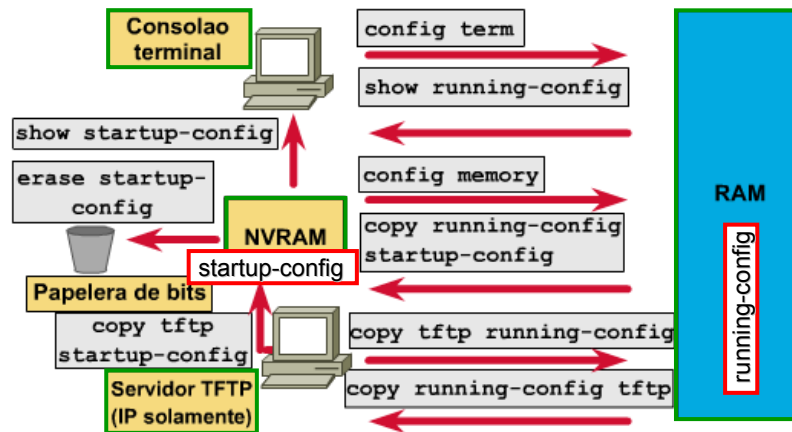 Consolao
terminal
config term
show running-config
show startup-config
erase startup-
config
config memory
NVRAM
startup-config
copy running-config
startup-config
RAM
running-config
Papelera de bits
copy tftp
startup-config
copy tftp running-config
Servidor TFTP
(IP solamente)
copy running-config tftp